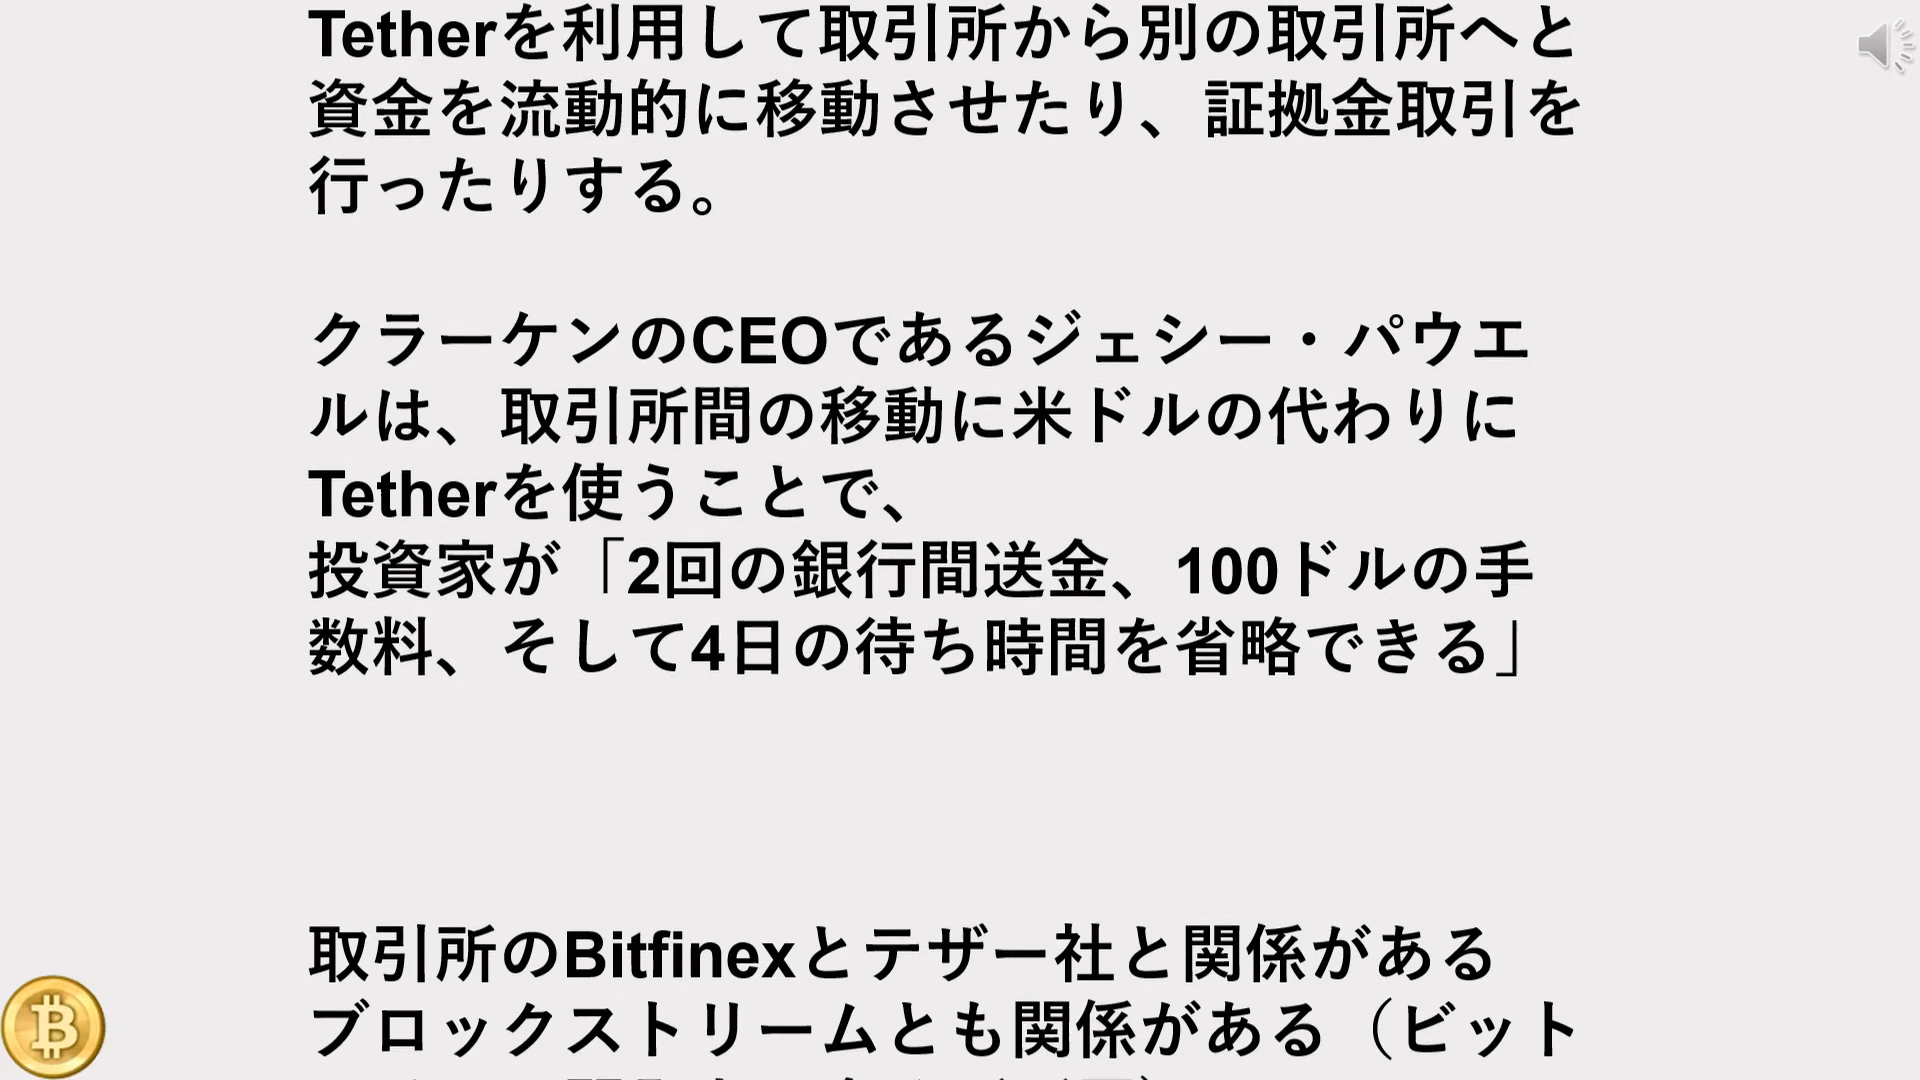 Tetherを利用して取引所から別の取引所へと
資金を流動的に移動させたり、証拠金取引を
行ったりする。
クラーケンのCEOであるジェシー・パウエ
ルは、取引所間の移動に米ドルの代わりに
Tetherを使うことで、
投資家が「2回の銀行間送金、100ドルの手
数料、そして4日の待ち時間を省略できる」
取引所のBitfinexとテザー社と関係がある
ブロックストリームとも関係がある（ビット